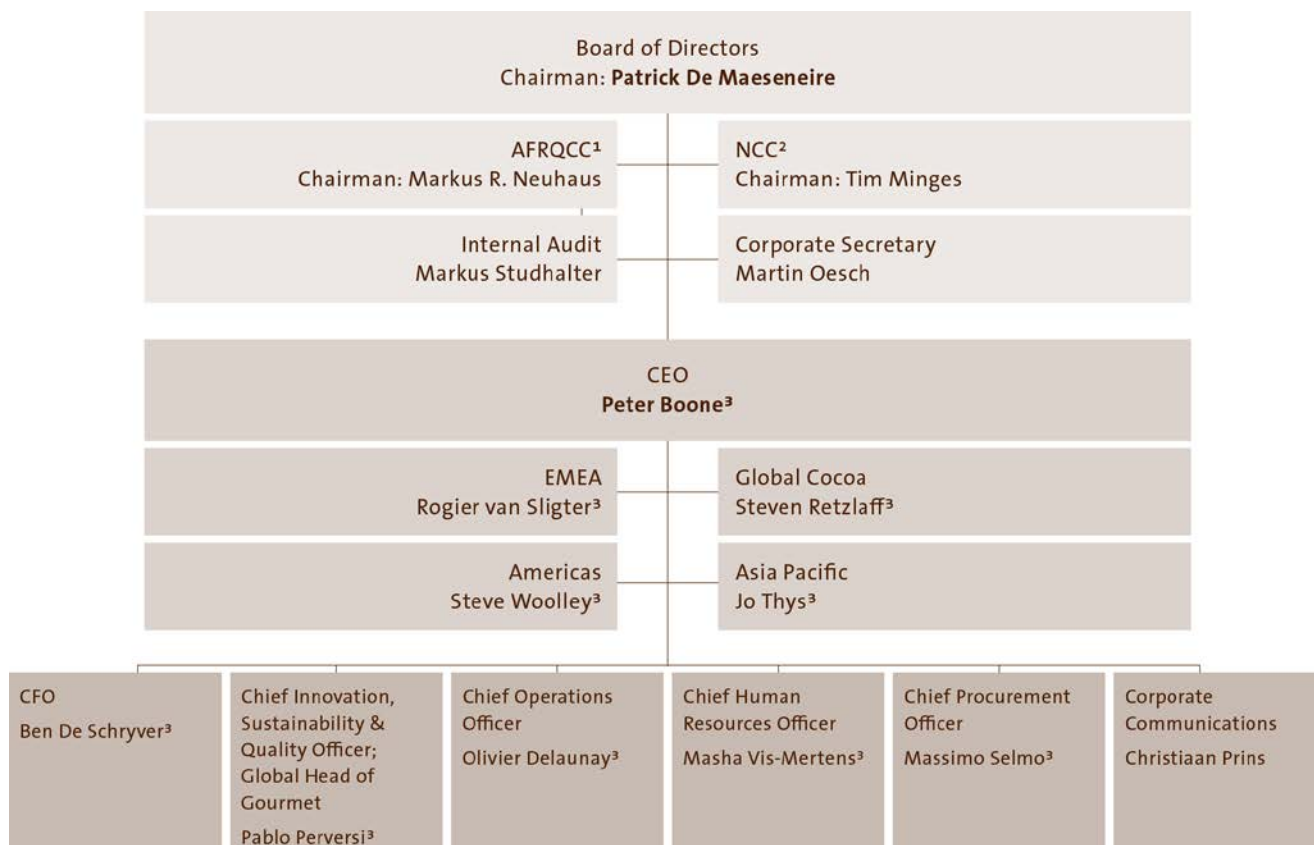 Board of Directors
Chairman: Patrick De Maeseneire
AFRQCC¹
Chairman: Markus R. Neuhaus
NCC²
Chairman: Tim Minges
Internal Audit
Markus Studhalter
Corporate Secretary
Martin Oesch
CEO
Peter Boone³
EMEA
Rogier van Sligter³
Global Cocoa
Steven Retzlaff³
Americas
Steve Woolley³
Asia Pacific
Jo Thys³
CFO
Ben De Schryver³
Chief Innovation,
Sustainability &
Quality Officer;
Global Head of
Gourmet
Pablo Perversi³
Chief Operations
Officer
Olivier Delaunay³
Chief Human
Resources Officer
Masha Vis-Mertens³
Chief Procurement
Officer
Massimo Selmo³
Corporate
Communications
Christiaan Prins